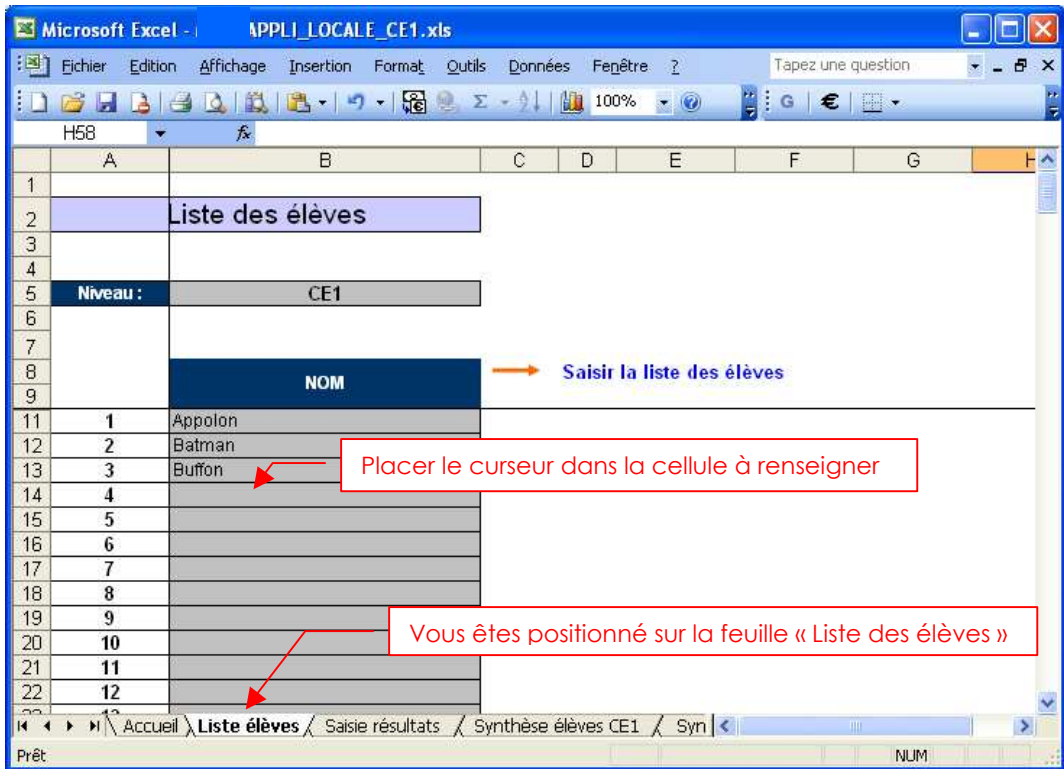 Microsoft Excel - APPLI_LOCALE_CE1.xls
Fichier Edition Affichage Insertion Format Outils Données Fenêtre ? Tapez une question
100% G €
H58 fx
A B C D E F G H
1
2 Liste des élèves
3
4
5 Niveau : CE1
6
7
8 NOM Saisir la liste des élèves
9
11 1 Appolon
12 2 Batman
13 3 Buffon
Placer le curseur dans la cellule à renseigner
14 4
15 5
16 6
17 7
18 8
19 9
Vous êtes positionné sur la feuille « Liste des élèves »
20 10
21 11
22 12
Accueil Liste élèves Saisie résultats Synthèse élèves CE1 Syn
Prêt NUM